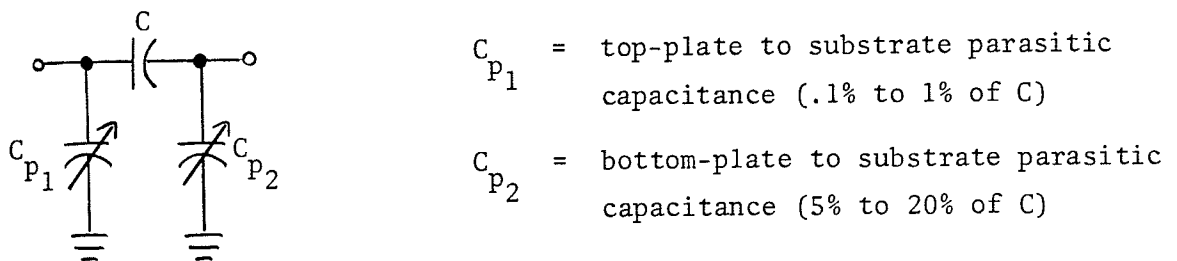 C
C_p1
C_p2
C_p1 = top-plate to substrate parasitic
capacitance (.1% to 1% of C)
C_p2 = bottom-plate to substrate parasitic
capacitance (5% to 20% of C)